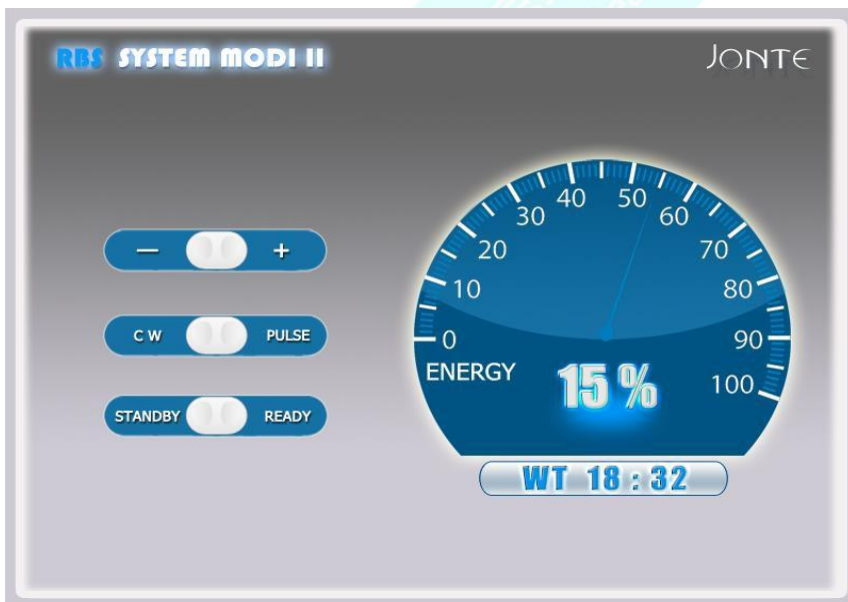 RBS SYSTEM MODI II
JONTE
— +
C W PULSE
STANDBY READY
0
10
20
30
40
50
60
70
80
90
100
ENERGY
15 %
WT 18 : 32